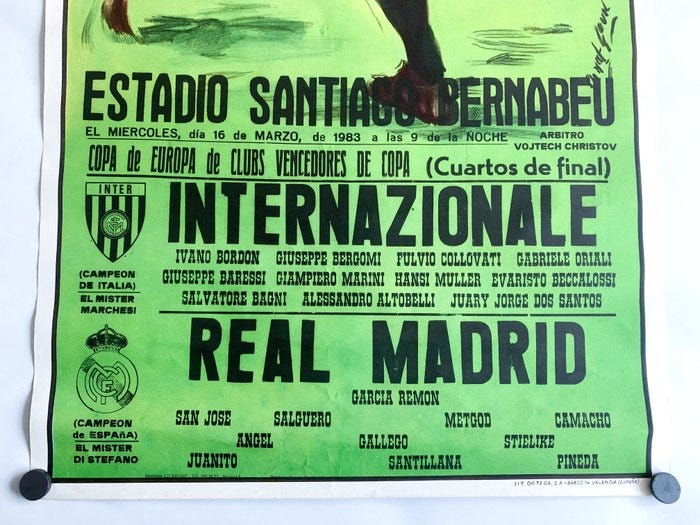 ESTADIO SANTIAGO BERNABEU
EL MIERCOLES, día 16 de MARZO, de 1983 a las 9 de la NOCHE
ARBITRO
VOJTECH CHRISTOV
COPA de EUROPA de CLUBS VENCEDORES DE COPA (Cuartos de final)
INTER
INTERNAZIONALE
IVANO BORDON GIUSEPPE BERGOMI FULVIO COLLOVATI GABRIELE ORIALI
GIUSEPPE BARESSI GIAMPIERO MARINI HANSI MULLER EVARISTO BECCALOSSI
SALVATORE BAGNI ALESSANDRO ALTOBELLI JUARY JORGE DOS SANTOS
(CAMPEON
DE ITALIA)
EL MISTER
MARCHESI
REAL MADRID
GARCIA REMON
SAN JOSE SALGUERO METGOD CAMACHO
ANGEL GALLEGO STIELIKE
JUANITO SANTILLANA PINEDA
(CAMPEON
de ESPAÑA)
EL MISTER
DI STEFANO
LIT. ORTEGA, S.A - BARCO 74 VALENCIA (ESPAÑA)